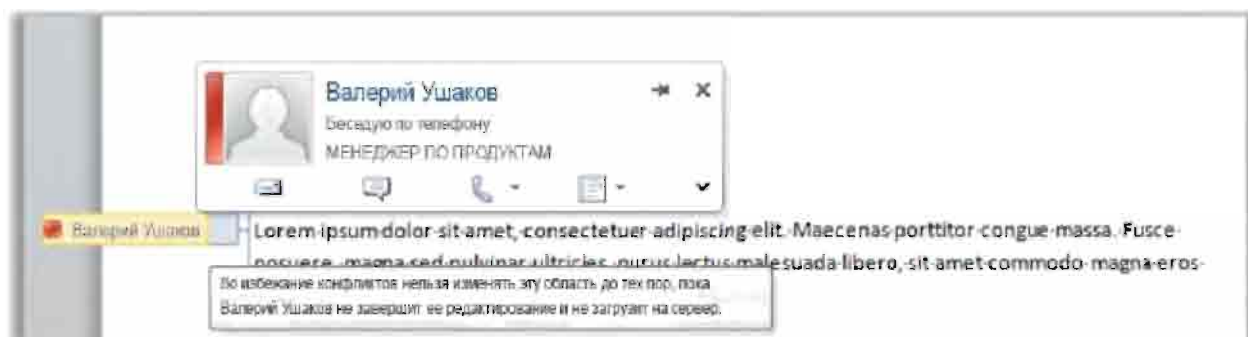 Валерий Ушаков
Беседую по телефону
МЕНЕДЖЕР ПО ПРОДУКТАМ
Валерий Ушаков
Lorem ipsum dolor sit amet, consectetuer adipiscing elit. Maecenas porttitor congue massa. Fusce
posuere, magna sed pulvinar ultricies, purus lectus malesuada libero, sit amet commodo magna eros
Во избежание конфликтов нельзя изменять эту область до тех пор, пока
Валерий Ушаков не завершит ее редактирование и не загрузит на сервер.